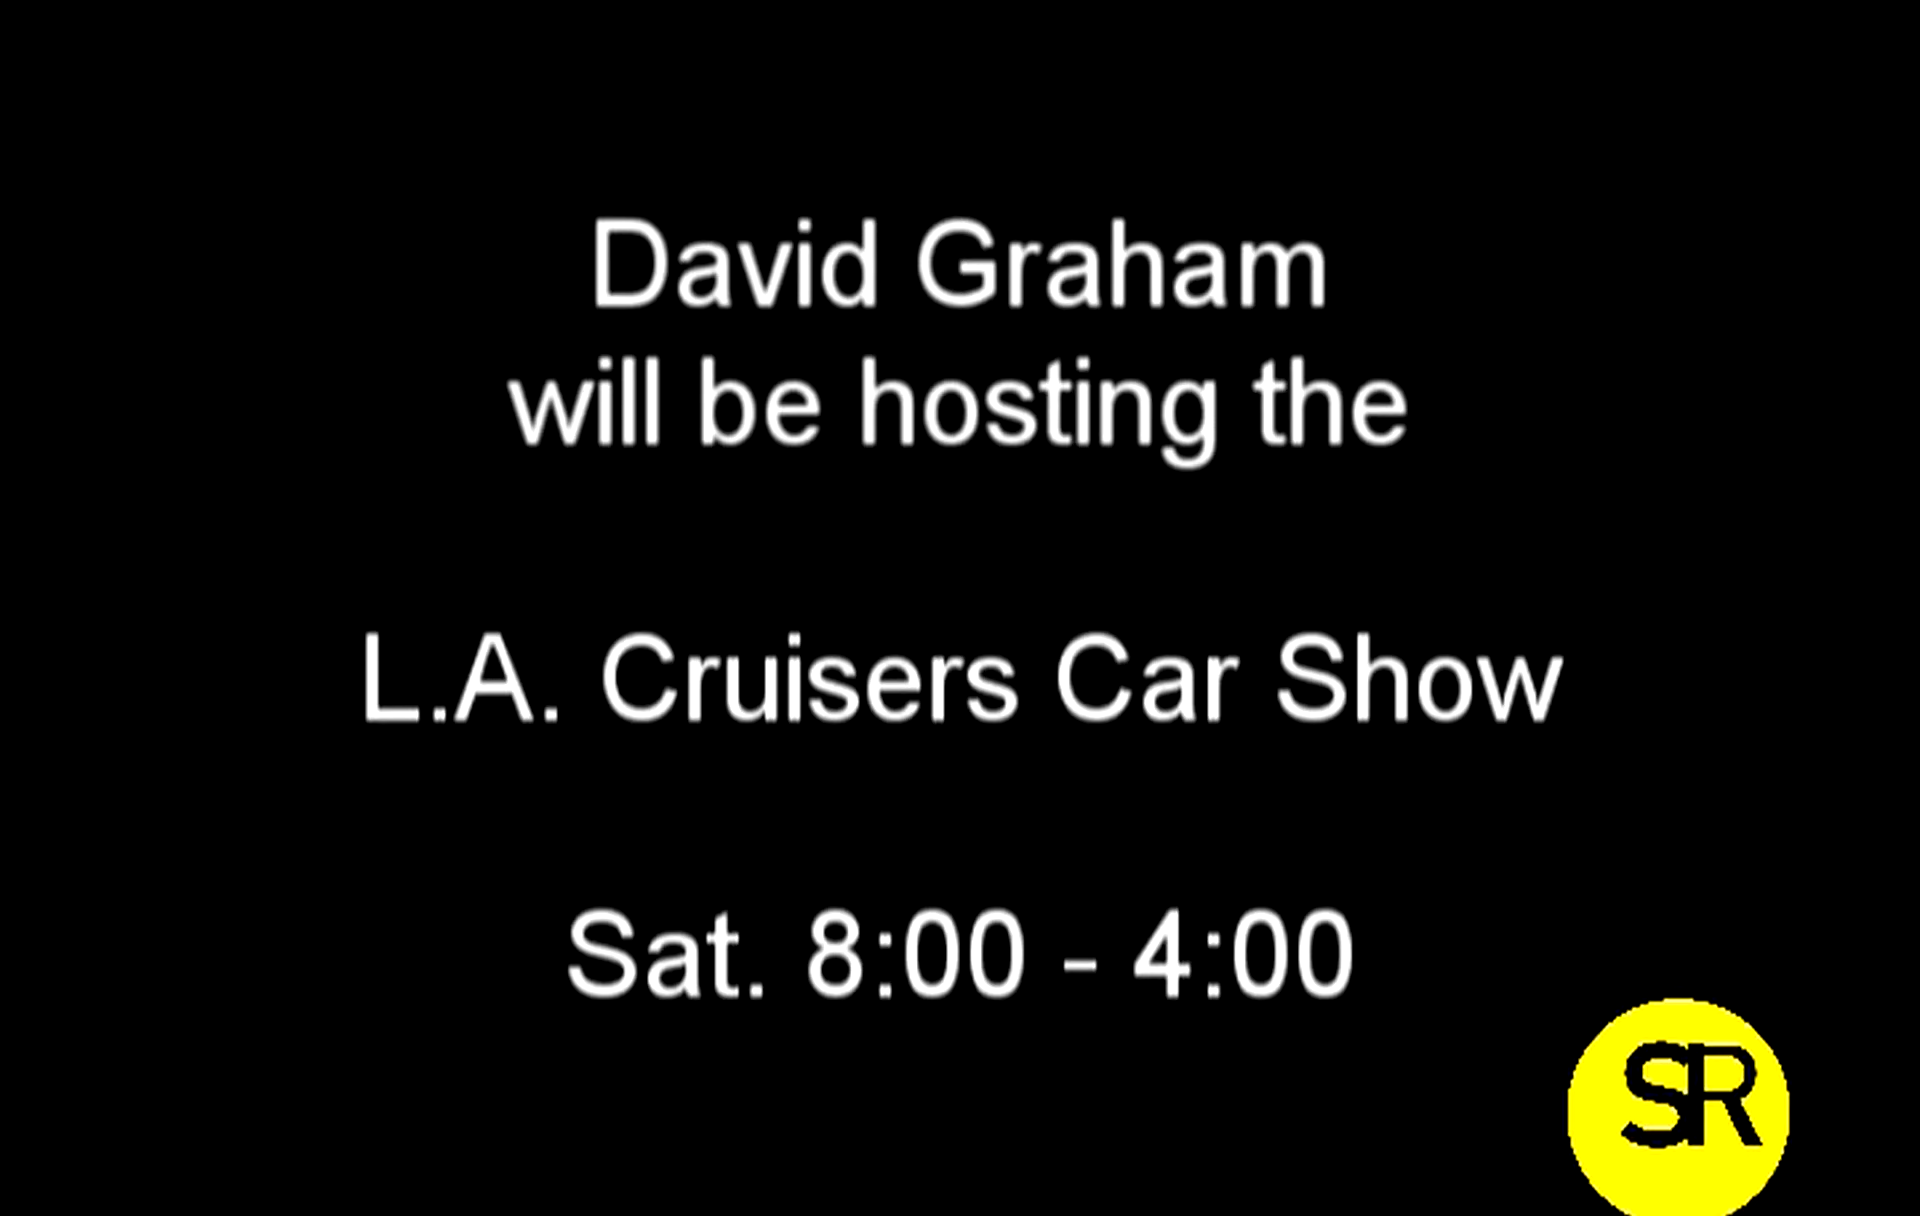 David Graham
will be hosting the
L.A. Cruisers Car Show
Sat. 8:00 - 4:00
SR